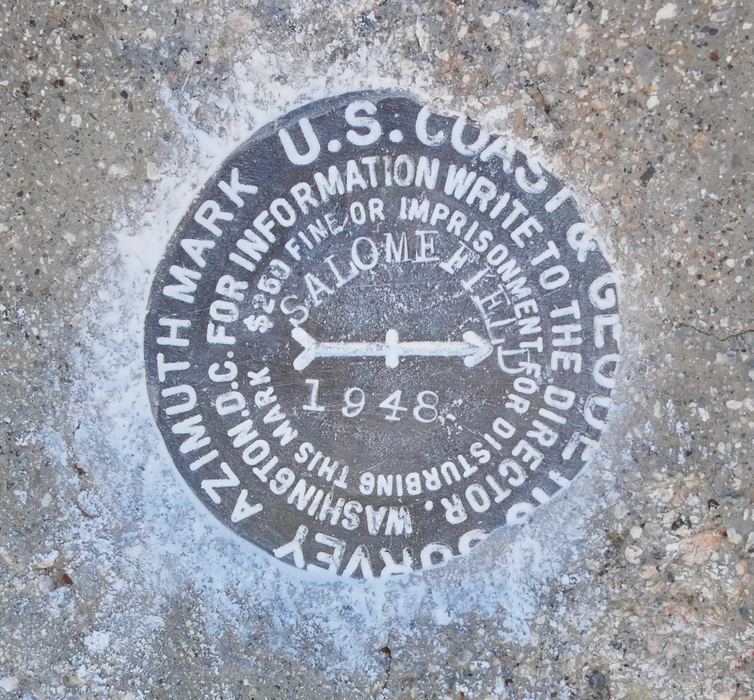 U.S. COAST & GEODETIC SURVEY AZIMUTH MARK
FOR INFORMATION WRITE TO THE DIRECTOR, WASHINGTON, D.C.
$250 FINE OR IMPRISONMENT FOR DISTURBING THIS MARK
SALOME FIELD
1948